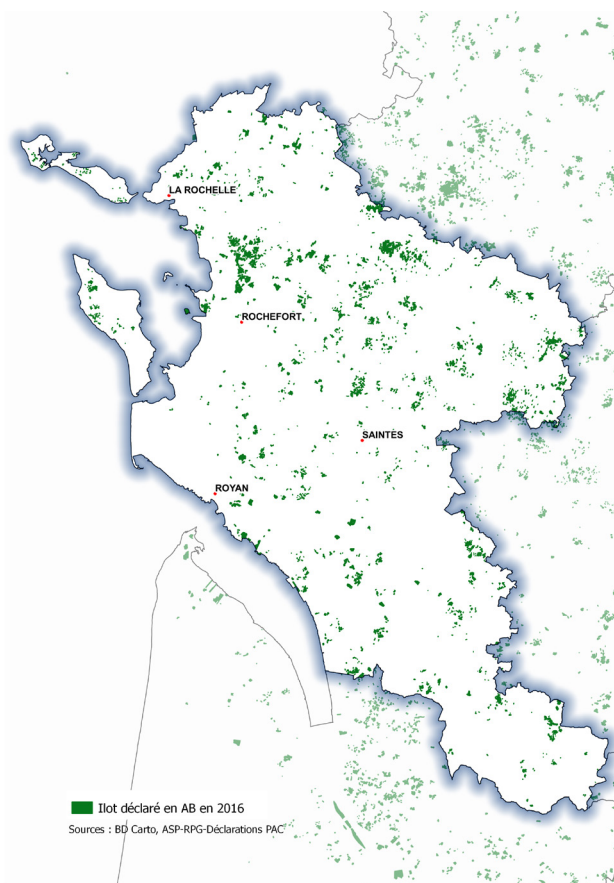 LA ROCHELLE
ROCHEFORT
SAINTES
ROYAN
Ilot déclaré en AB en 2016
Sources : BD Carto, ASP-RPG-Déclarations PAC